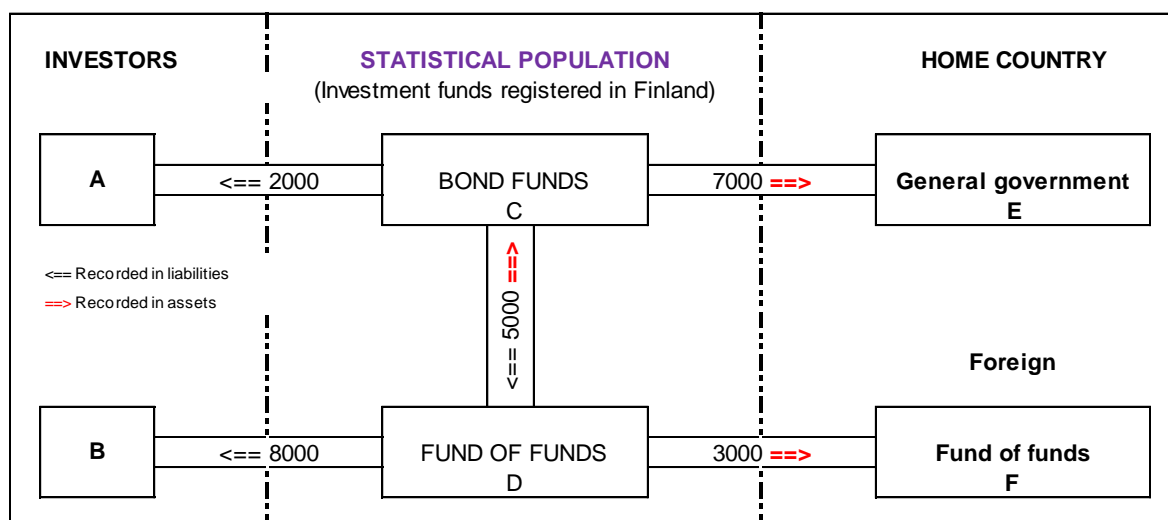 INVESTORS
STATISTICAL POPULATION
HOME COUNTRY
(Investment funds registered in Finland)
A
<== 2000
BOND FUNDS
C
7000 ==>
General government
E
<== Recorded in liabilities
==> Recorded in assets
<== 5000 ==>
Foreign
B
<== 8000
FUND OF FUNDS
D
3000 ==>
Fund of funds
F